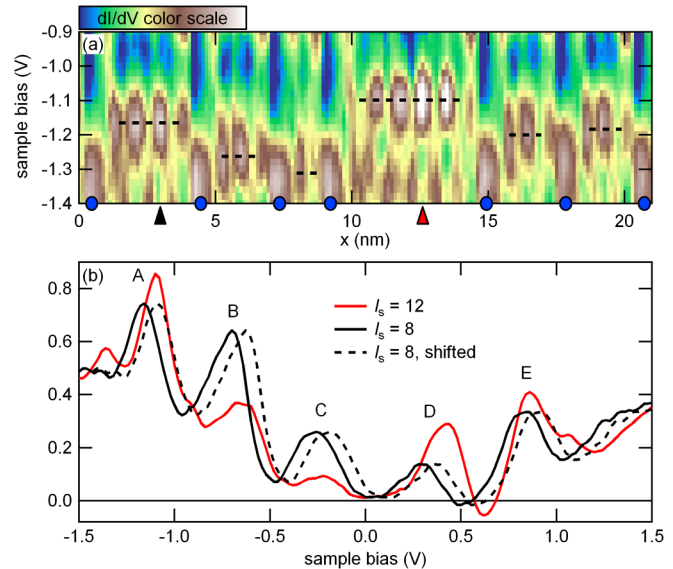 dI/dV color scale
(a)
sample bias (V)
-0.9
-1.0
-1.1
-1.2
-1.3
-1.4
0 5 10 15 20
x (nm)
(b)
A
B
C
D
E
ls = 12
ls = 8
ls = 8, shifted
0.8
0.6
0.4
0.2
0.0
-1.5 -1.0 -0.5 0.0 0.5 1.0 1.5
sample bias (V)